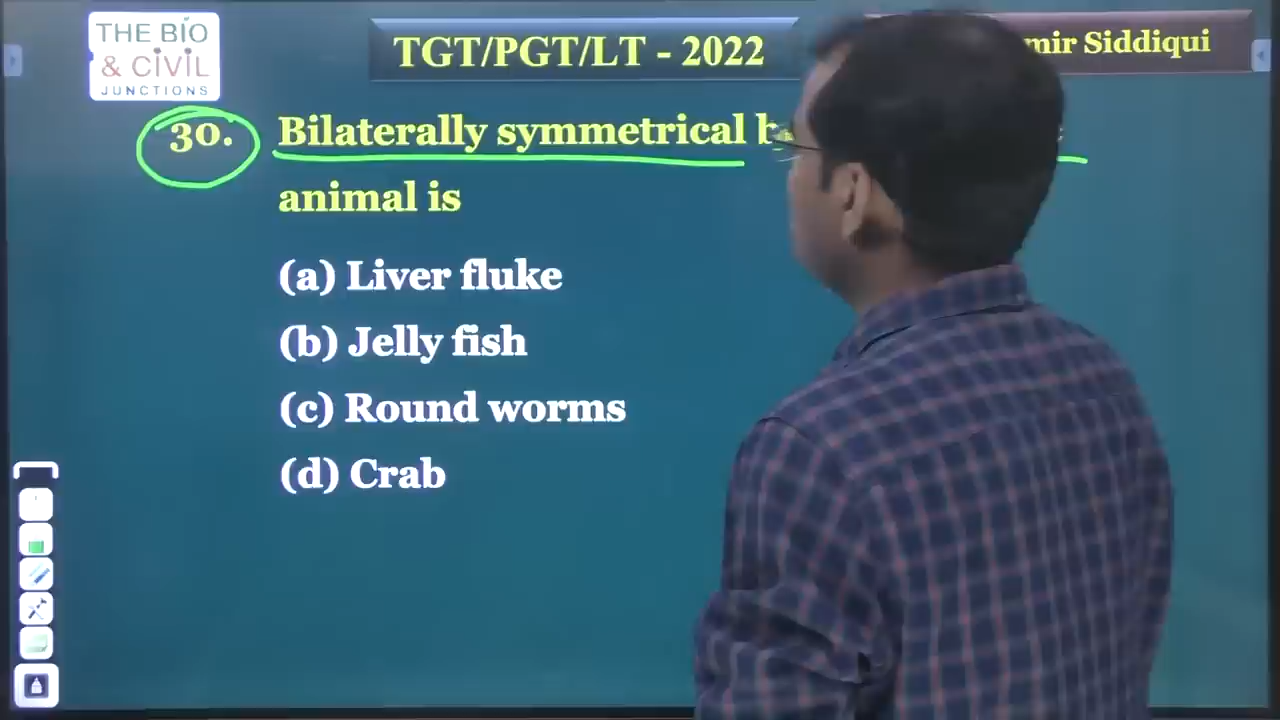 THE BIO
& CIVIL
JUNCTIONS
TGT/PGT/LT - 2022
Siddiqui
30. Bilaterally symmetrical
animal is
(a) Liver fluke
(b) Jelly fish
(c) Round worms
(d) Crab